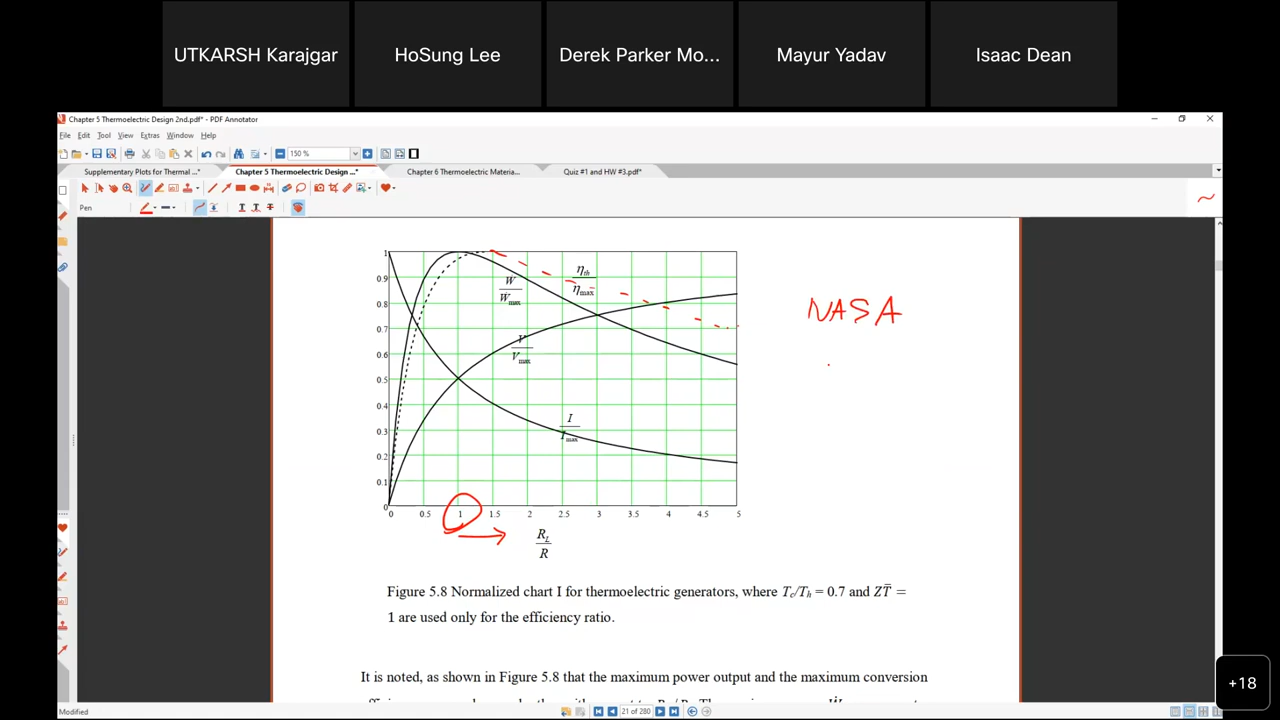 UTKARSH Karajgar
HoSung Lee
Derek Parker Mo...
Mayur Yadav
Isaac Dean
Chapter 5 Thermoelectric Design 2nd.pdf* - PDF Annotator
File Edit Tool View Extras Window Help
150 %
Supplementary Plots for Thermal ...*
Chapter 5 Thermoelectric Design ...*
Chapter 6 Thermoelectric Materia...
Quiz #1 and HW #3.pdf*
Pen
1
0.9
0.8
0.7
0.6
0.5
0.4
0.3
0.2
0.1
0
Ẇ
Ẇmax
ηth
ηmax
V
Vmax
I
Imax
0 0.5 1 1.5 2 2.5 3 3.5 4 4.5 5
RL
R
NASA
Figure 5.8 Normalized chart I for thermoelectric generators, where Tc/Th = 0.7 and ZT̅ =
1 are used only for the efficiency ratio.
It is noted, as shown in Figure 5.8 that the maximum power output and the maximum conversion
Modified
21 of 280
+18